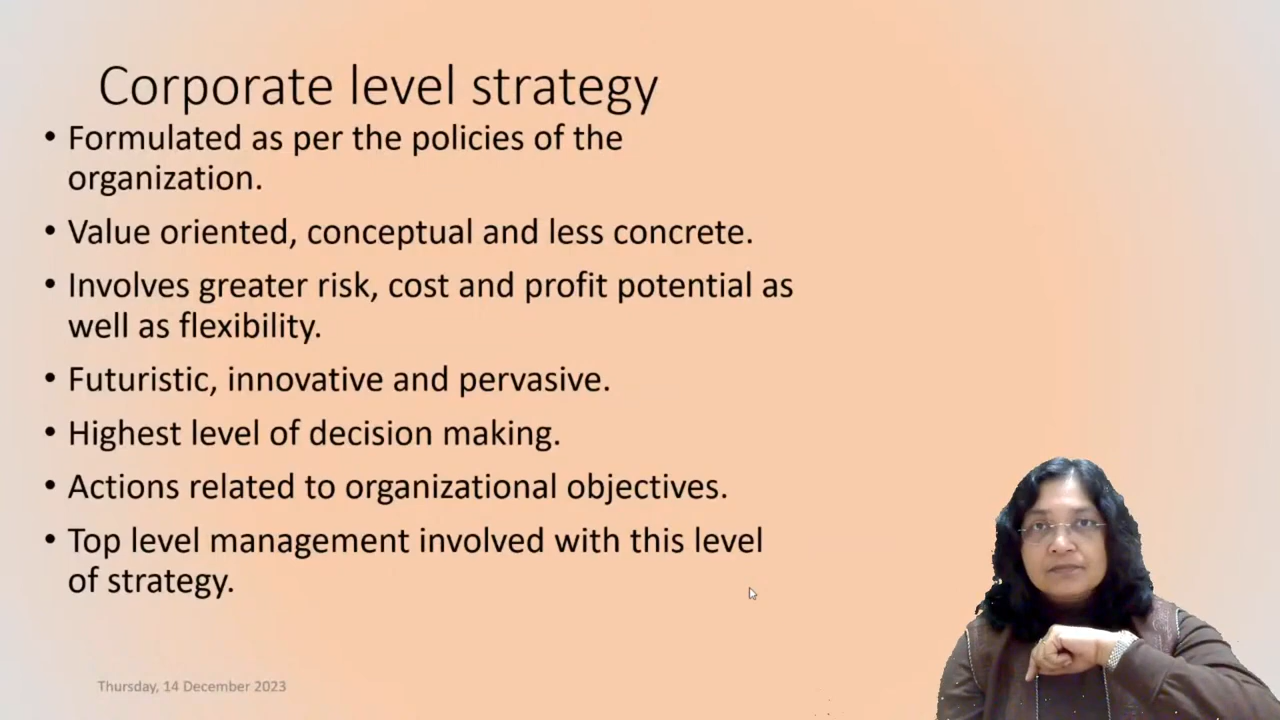 Corporate level strategy
• Formulated as per the policies of the
organization.
• Value oriented, conceptual and less concrete.
• Involves greater risk, cost and profit potential as
well as flexibility.
• Futuristic, innovative and pervasive.
• Highest level of decision making.
• Actions related to organizational objectives.
• Top level management involved with this level
of strategy.
Thursday, 14 December 2023